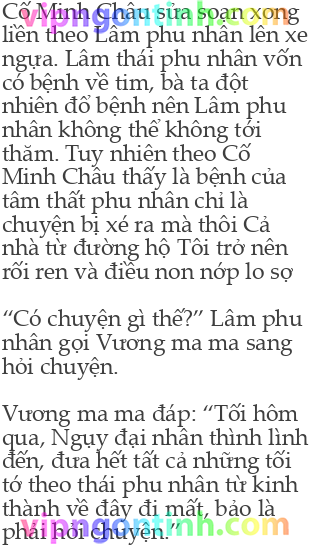 Cố Minh Châu sửa soạn xong
liền theo Lâm phu nhân lên xe
ngựa. Lâm thái phu nhân vốn
có bệnh về tim, bà ta đột
nhiên đổ bệnh nên Lâm phu
nhân không thể không tới
thăm. Tuy nhiên theo Cố
Minh Châu thấy là bệnh của
tâm thất phu nhân chỉ là
chuyện bị xé ra mà thôi Cả
nhà từ đường hộ Tôi trở nên
rối ren và điều non nớp lo sợ
“Có chuyện gì thế?” Lâm phu
nhân gọi Vương ma ma sang
hỏi chuyện.
Vương ma ma đáp: “Tối hôm
qua, Ngụy đại nhân thình lình
đến, đưa hết tất cả những tối
tớ theo thái phu nhân từ kinh
thành về đây đi mất, bảo là
phải hỏi chuyện.”
vipngontinh.com
vipngontinh.com
vipngontinh.com